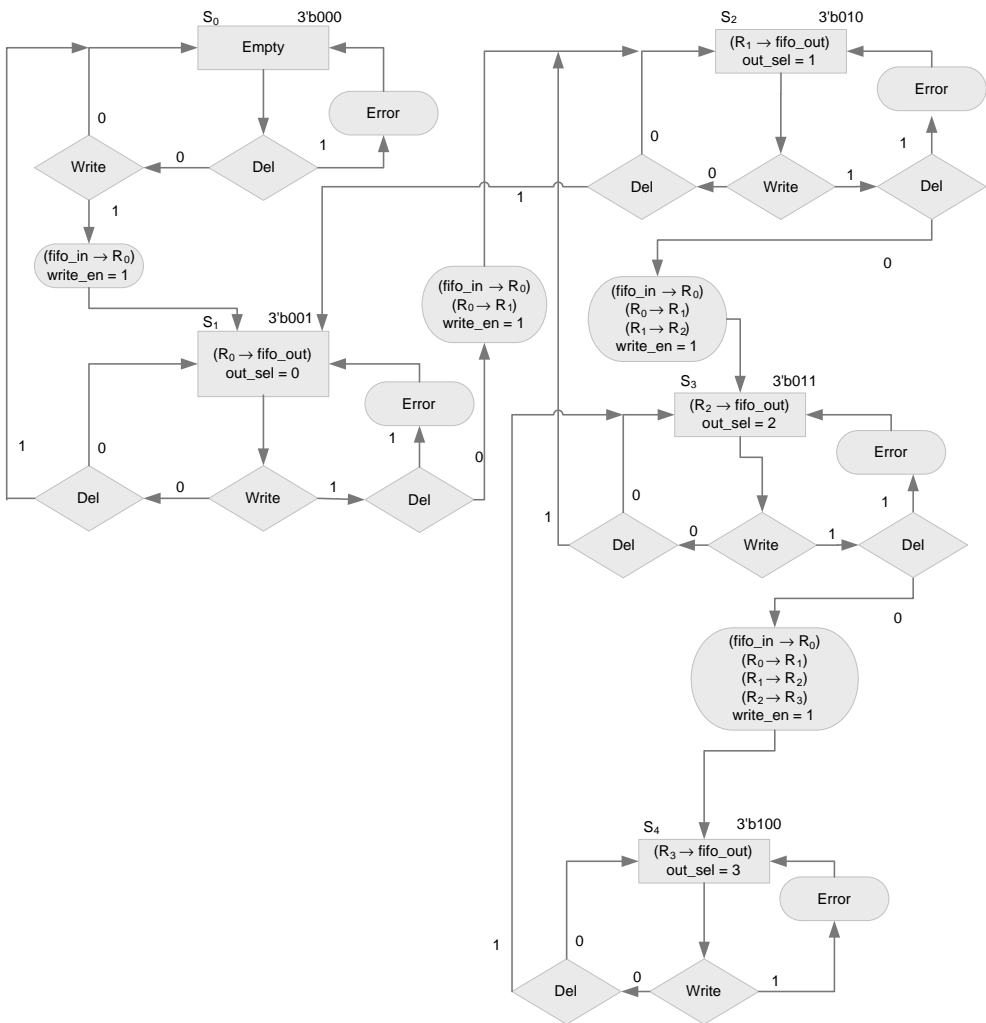 S₀ 3'b000
Empty
Error
0
1
Write
0
Del
1
(fifo_in → R₀)
write_en = 1
S₁ 3'b001
(R₀ → fifo_out)
out_sel = 0
Error
1
0
1
0
Del
0
Write
1
Del
(fifo_in → R₀)
(R₀ → R₁)
write_en = 1
1
S₂ 3'b010
(R₁ → fifo_out)
out_sel = 1
Error
0
1
Del
0
Write
1
Del
0
(fifo_in → R₀)
(R₀ → R₁)
(R₁ → R₂)
write_en = 1
S₃ 3'b011
(R₂ → fifo_out)
out_sel = 2
Error
0
1
1
Del
0
Write
1
Del
0
(fifo_in → R₀)
(R₀ → R₁)
(R₁ → R₂)
(R₂ → R₃)
write_en = 1
S₄ 3'b100
(R₃ → fifo_out)
out_sel = 3
Error
1
0
Del
0
Write
1